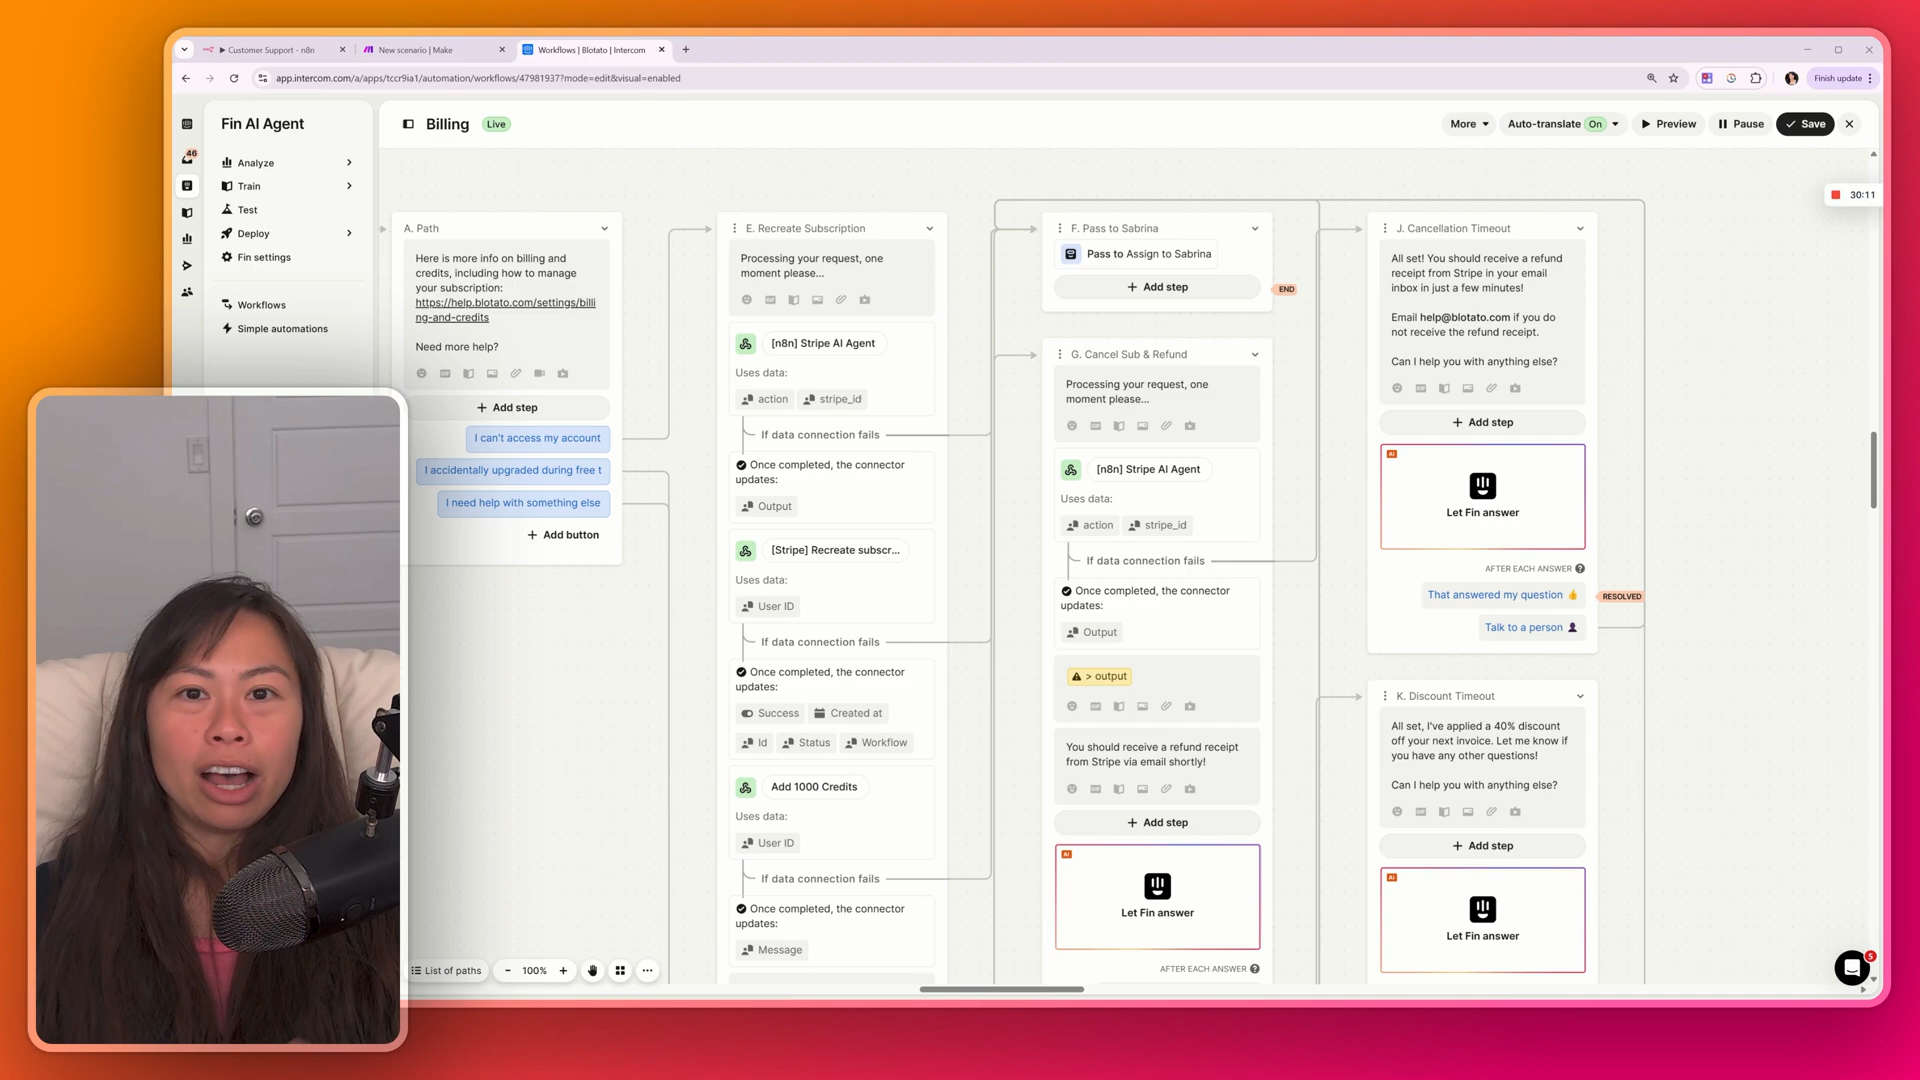 Customer Support - n8n
New scenario | Make
Workflows | Blotato | Intercom
app.intercom.com/a/apps/tccr9ia1/automation/workflows/47981937?mode=edit&visual=enabled
Finish update
46
Fin AI Agent
Analyze
Train
Test
Deploy
Fin settings
Workflows
Simple automations
Billing
Live
More
Auto-translate On
Preview
Pause
Save
30:11
A. Path
Here is more info on billing and
credits, including how to manage
your subscription:
https://help.blotato.com/settings/billi
ng-and-credits
Need more help?
+ Add step
I can't access my account
I accidentally upgraded during free t
I need help with something else
+ Add button
E. Recreate Subscription
Processing your request, one
moment please...
[n8n] Stripe AI Agent
Uses data:
action
stripe_id
If data connection fails
Once completed, the connector
updates:
Output
[Stripe] Recreate subscr...
Uses data:
User ID
If data connection fails
Once completed, the connector
updates:
Success
Created at
Id
Status
Workflow
Add 1000 Credits
Uses data:
User ID
If data connection fails
Once completed, the connector
updates:
Message
F. Pass to Sabrina
Pass to Assign to Sabrina
+ Add step
END
G. Cancel Sub & Refund
Processing your request, one
moment please...
[n8n] Stripe AI Agent
Uses data:
action
stripe_id
If data connection fails
Once completed, the connector
updates:
Output
> output
You should receive a refund receipt
from Stripe via email shortly!
+ Add step
AI
Let Fin answer
AFTER EACH ANSWER
J. Cancellation Timeout
All set! You should receive a refund
receipt from Stripe in your email
inbox in just a few minutes!
Email help@blotato.com if you do
not receive the refund receipt.
Can I help you with anything else?
+ Add step
AI
Let Fin answer
AFTER EACH ANSWER
That answered my question 👍
RESOLVED
Talk to a person 👤
K. Discount Timeout
All set, I've applied a 40% discount
off your next invoice. Let me know if
you have any other questions!
Can I help you with anything else?
+ Add step
AI
Let Fin answer
List of paths
- 100% +
5